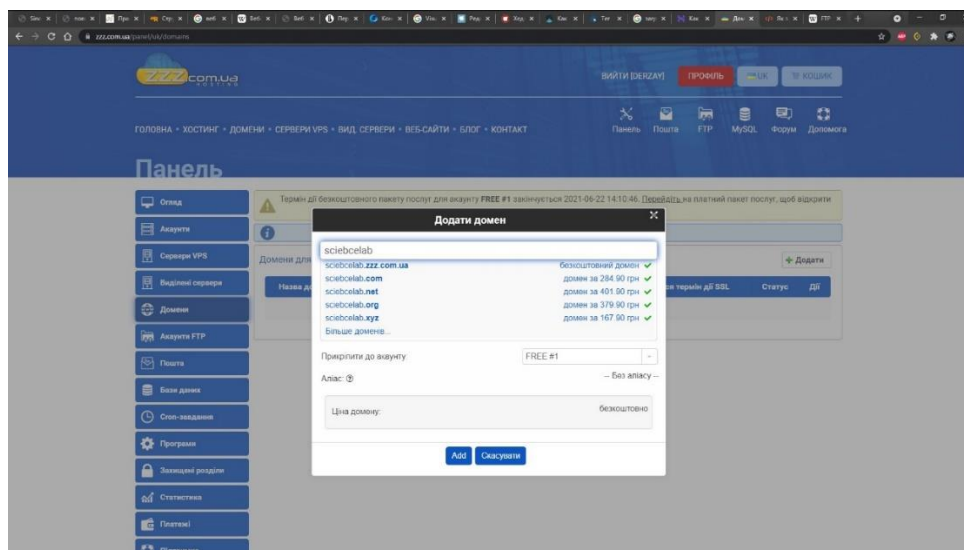 zzz.com.ua/panel/uk/domains
ZZZ com.ua
HOSTING
ВИЙТИ [DERZAY]
ПРОФІЛЬ
UK
КОШИК
ГОЛОВНА • ХОСТИНГ • ДОМЕНИ • СЕРВЕРИ VPS • ВИД. СЕРВЕРИ • ВЕБ-САЙТИ • БЛОГ • КОНТАКТ
Панель Пошта FTP MySQL Форум Допомога
Панель
Огляд
Акаунти
Сервери VPS
Виділені сервери
Домени
Акаунти FTP
Пошта
Бази даних
Cron-завдання
Програми
Захищені розділи
Статистика
Платежі
Термін дії безкоштовного пакету послуг для акаунту FREE #1 закінчується 2021-06-22 14:10:46. Перейдіть на платний пакет послуг, щоб відкрити
Домени для
+ Додати
Назва
термін дії SSL
Статус
Дії
Додати домен
sciebcelab
sciebcelab.zzz.com.ua безкоштовний домен
sciebcelab.com домен за 284.90 грн
sciebcelab.net домен за 401.90 грн
sciebcelab.org домен за 379.90 грн
sciebcelab.xyz домен за 167.90 грн
Більше доменів...
Прикріпити до акаунту FREE #1
Аліас: -- Без аліасу --
Ціна домену: безкоштовно
Add Скасувати